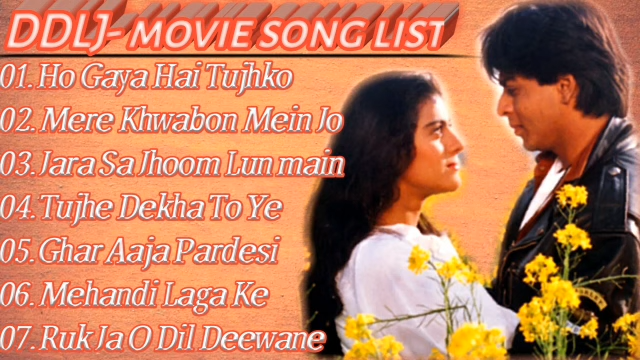 DDLJ- MOVIE SONG LIST
01. Ho Gaya Hai Tujhko
02. Mere Khwabon Mein Jo
03. Jara Sa Jhoom Lun main
04. Tujhe Dekha To Ye
05. Ghar Aaja Pardesi
06. Mehandi Laga Ke
07. Ruk Ja O Dil Deewane